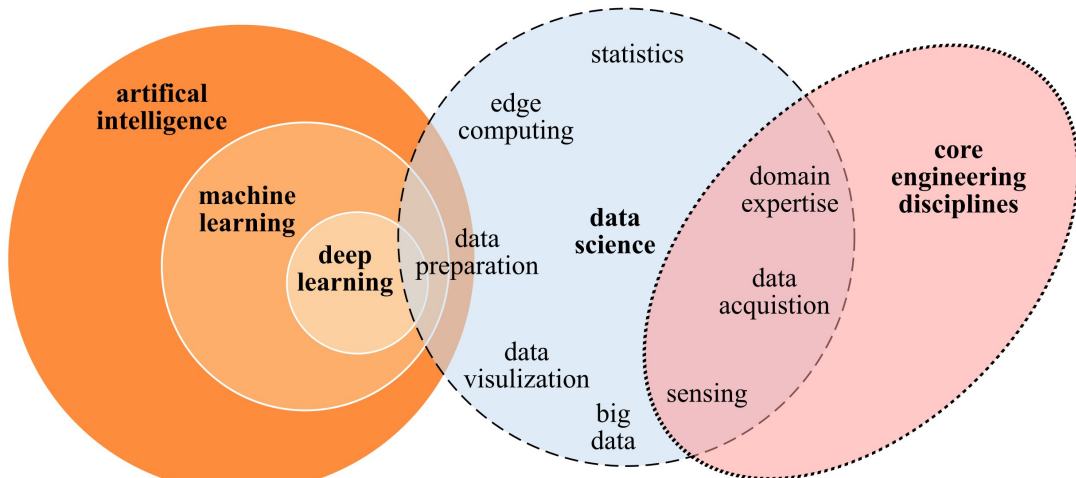 artifical
intelligence
machine
learning
deep
learning
statistics
edge
computing
data
preparation
data
science
data
visulization
big
data
domain
expertise
data
acquistion
sensing
core
engineering
disciplines